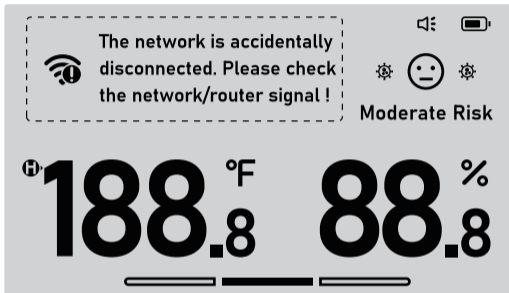 The network is accidentally
disconnected. Please check
the network/router signal !
Moderate Risk
H 188.8 °F 88.8 %